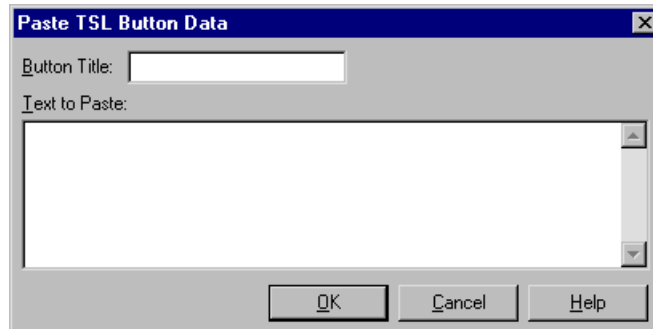 Paste TSL Button Data
Button Title:
Text to Paste:
OK Cancel Help